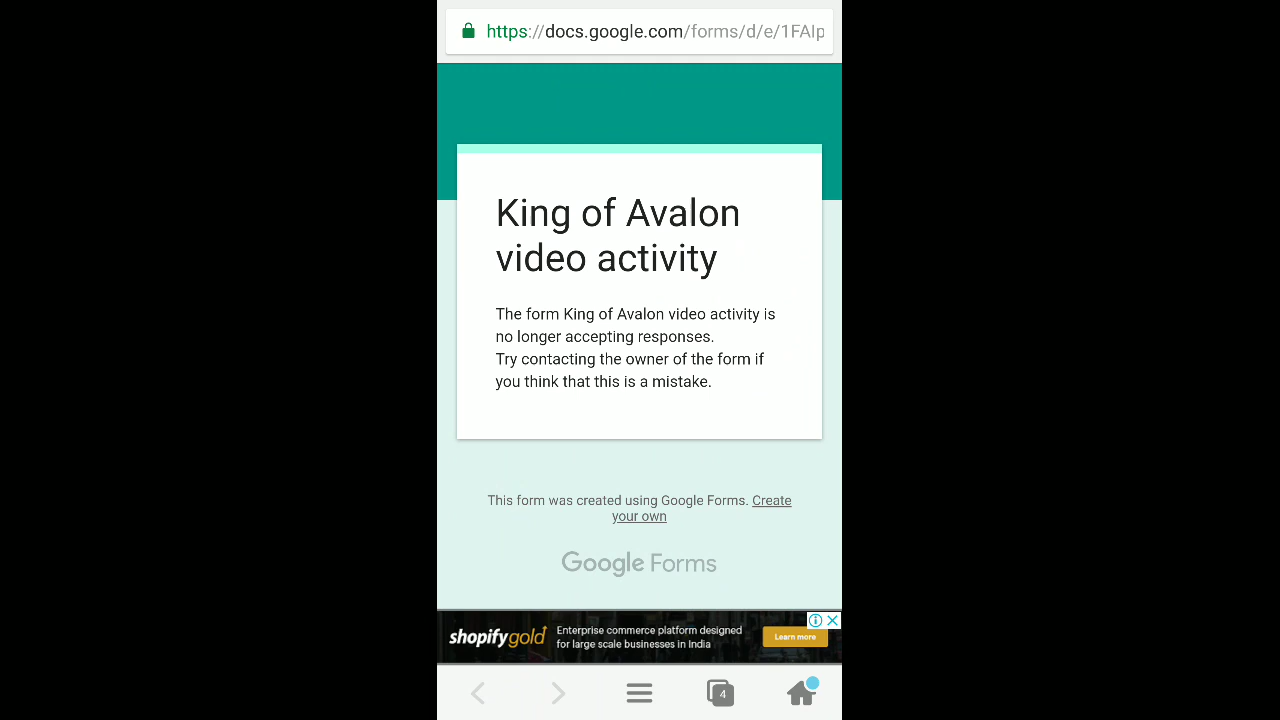 https://docs.google.com/forms/d/e/1FAIp
King of Avalon
video activity
The form King of Avalon video activity is
no longer accepting responses.
Try contacting the owner of the form if
you think that this is a mistake.
This form was created using Google Forms. Create
your own
Google Forms
shopifygold
Enterprise commerce platform designed
for large scale businesses in India
Learn more
4